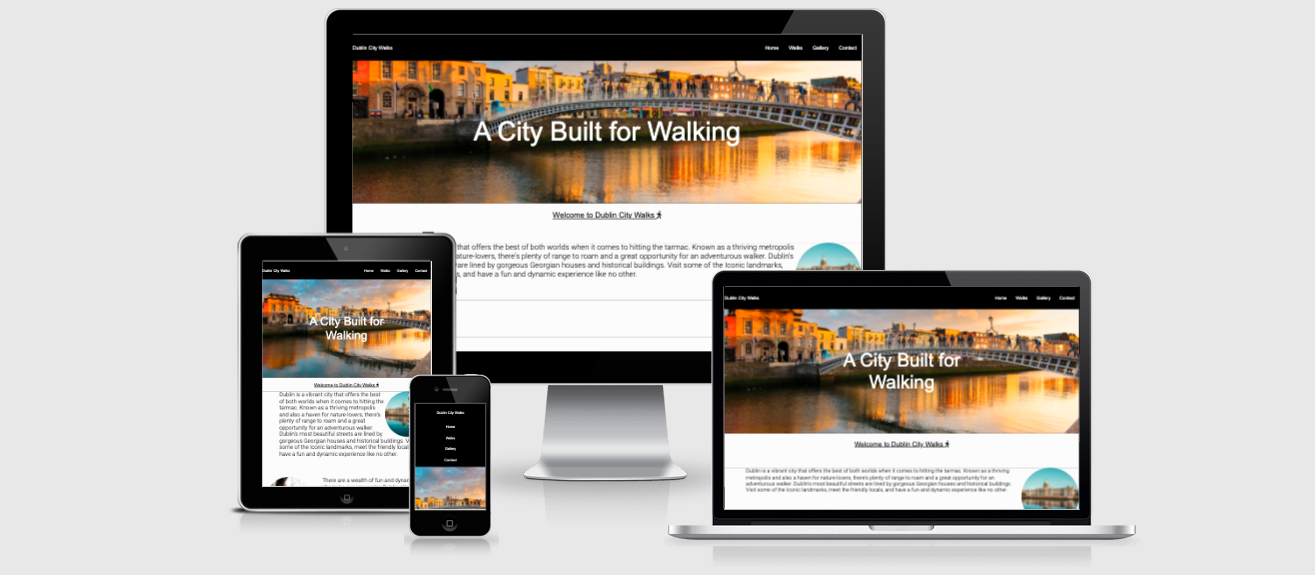 Dublin City Walks
Home Walks Gallery Contact
A City Built for Walking
Welcome to Dublin City Walks
that offers the best of both worlds when it comes to hitting the tarmac. Known as a thriving metropolis
ature-lovers, there's plenty of range to roam and a great opportunity for an adventurous walker. Dublin's
are lined by gorgeous Georgian houses and historical buildings. Visit some of the Iconic landmarks,
s, and have a fun and dynamic experience like no other.
Dublin City Walks
Home Walks Gallery Contact
A City Built for
Walking
Welcome to Dublin City Walks
Dublin is a vibrant city that offers the best
of both worlds when it comes to hitting the
tarmac. Known as a thriving metropolis
and also a haven for nature-lovers, there's
plenty of range to roam and a great
opportunity for an adventurous walker.
Dublin's most beautiful streets are lined by
gorgeous Georgian houses and historical buildings. V
some of the Iconic landmarks, meet the friendly local
have a fun and dynamic experience like no other.
There are a wealth of fun and dynam
Dublin City Walks
Home
Walks
Gallery
Contact
Dublin City Walks
Home Walks Gallery Contact
A City Built for
Walking
Welcome to Dublin City Walks
Dublin is a vibrant city that offers the best of both worlds when it comes to hitting the tarmac. Known as a thriving
metropolis and also a haven for nature-lovers, there's plenty of range to roam and a great opportunity for an
adventurous walker. Dublin's most beautiful streets are lined by gorgeous Georgian houses and historical buildings.
Visit some of the Iconic landmarks, meet the friendly locals, and have a fun and dynamic experience like no other.